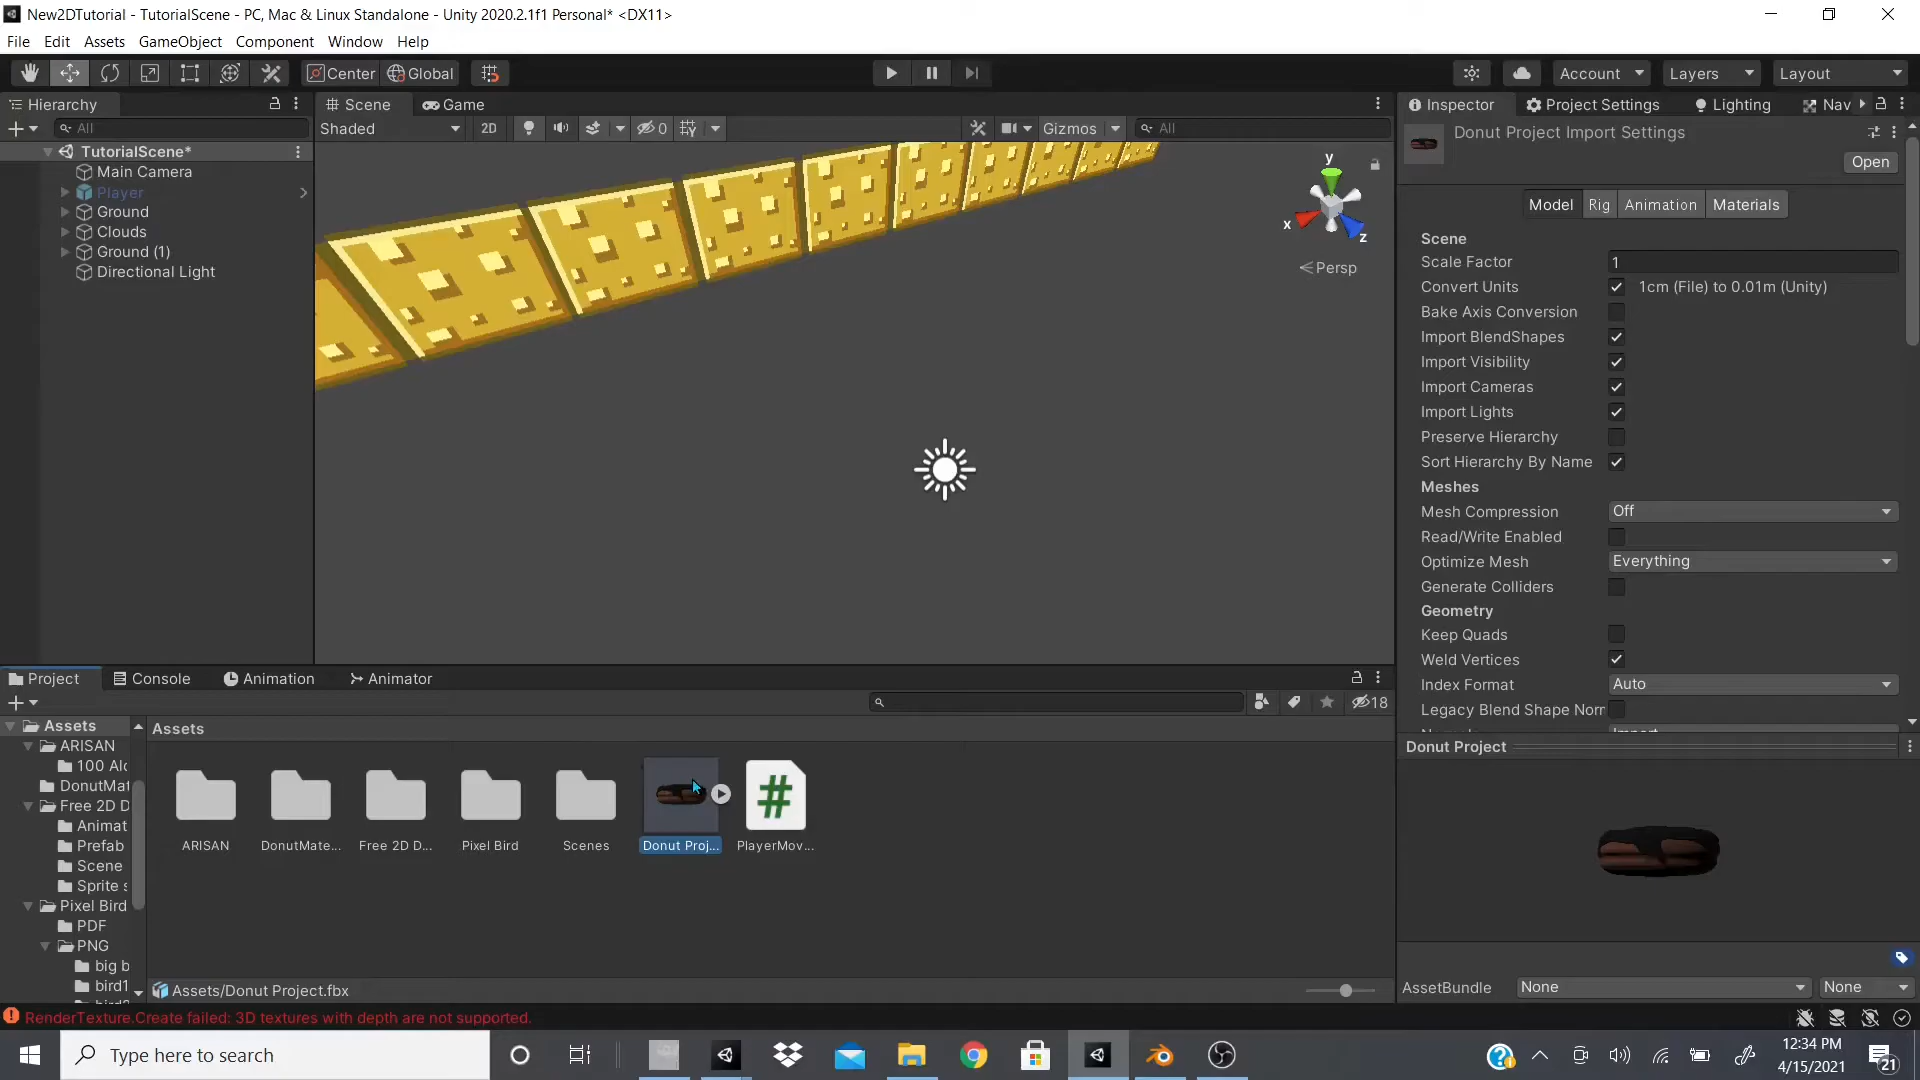 New2DTutorial - TutorialScene - PC, Mac & Linux Standalone - Unity 2020.2.1f1 Personal* <DX11>
File Edit Assets GameObject Component Window Help
Center Global
Account Layers Layout
Hierarchy
All
TutorialScene*
Main Camera
Player
Ground
Clouds
Ground (1)
Directional Light
Scene Game
Shaded 2D 0 Gizmos All
y
x
z
Persp
Inspector Project Settings Lighting Nav
Donut Project Import Settings
Open
Model Rig Animation Materials
Scene
Scale Factor 1
Convert Units 1cm (File) to 0.01m (Unity)
Bake Axis Conversion
Import BlendShapes
Import Visibility
Import Cameras
Import Lights
Preserve Hierarchy
Sort Hierarchy By Name
Meshes
Mesh Compression Off
Read/Write Enabled
Optimize Mesh Everything
Generate Colliders
Geometry
Keep Quads
Weld Vertices
Index Format Auto
Legacy Blend Shape Norr
Project Console Animation Animator
18
Assets
ARISAN
100 Alc
DonutMat
Free 2D D
Animat
Prefab
Scene
Sprite s
Pixel Bird
PDF
PNG
big b
bird1
Assets
ARISAN DonutMate... Free 2D D... Pixel Bird Scenes Donut Proj... PlayerMov...
#
Assets/Donut Project.fbx
Donut Project
AssetBundle None None
RenderTexture.Create failed: 3D textures with depth are not supported.
Type here to search
12:34 PM
4/15/2021
21